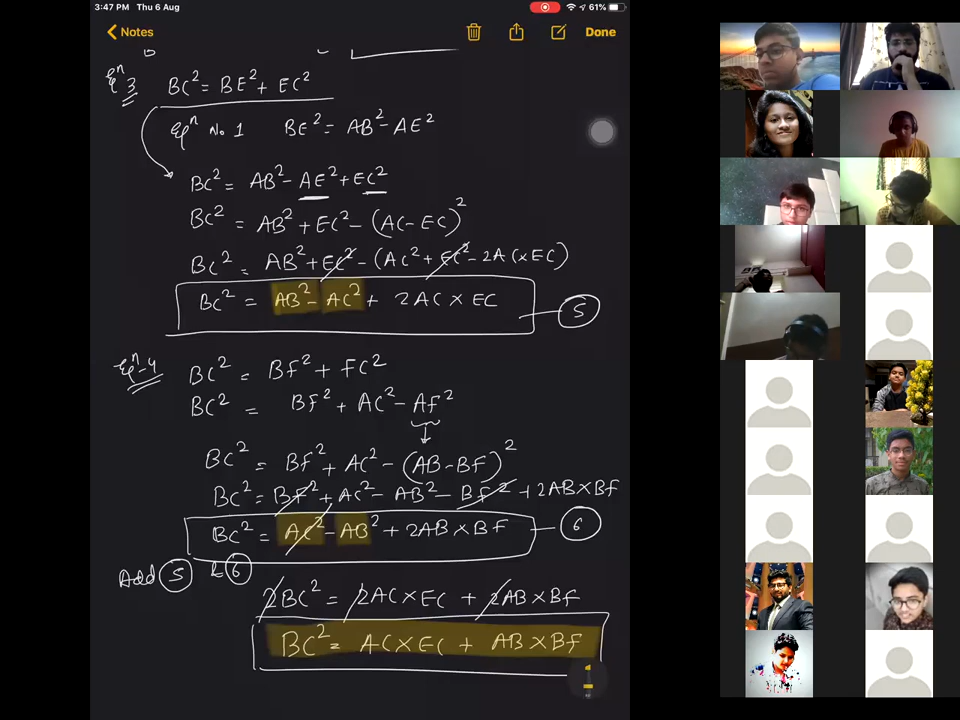 3:47 PM Thu 6 Aug
61%
Notes
Done
Eqⁿ 3 BC² = BE² + EC²
Eqⁿ No 1 BE² = AB² - AE²
BC² = AB² - AE² + EC²
BC² = AB² + EC² - (AC - EC)²
BC² = AB² + EC² - (AC² + EC² - 2AC × EC)
BC² = AB² - AC² + 2AC × EC
5
Eqⁿ-4 BC² = BF² + FC²
BC² = BF² + AC² - AF²
BC² = BF² + AC² - (AB - BF)²
BC² = BF² + AC² - AB² - BF² + 2AB × BF
BC² = AC² - AB² + 2AB × BF
6
Add 5 & 6
2BC² = 2AC × EC + 2AB × BF
BC² = AC × EC + AB × BF